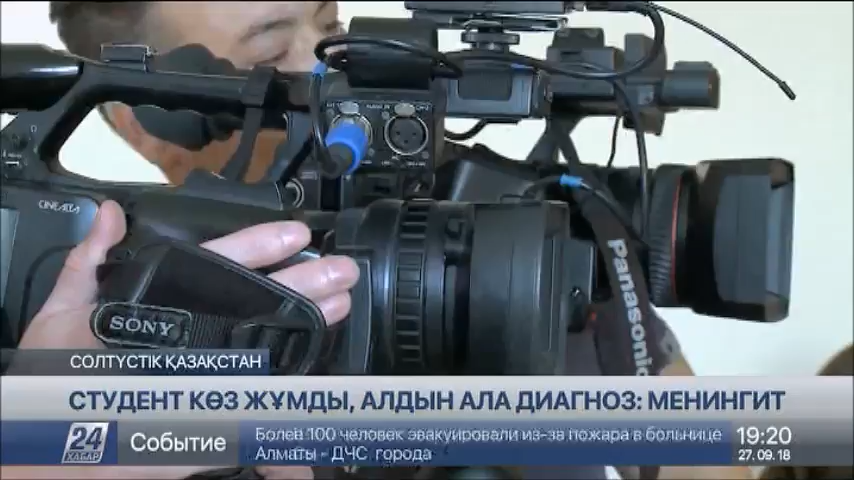 CINEALTA
SONY
Panasonic
СОЛТҮСТІК ҚАЗАҚСТАН
СТУДЕНТ КӨЗ ЖҰМДЫ, АЛДЫН АЛА ДИАГНОЗ: МЕНИНГИТ
24
ХАБАР
Событие
Более 100 человек эвакуировали из-за пожара в больнице
Алматы - ДЧС города
19:20
27.09.18